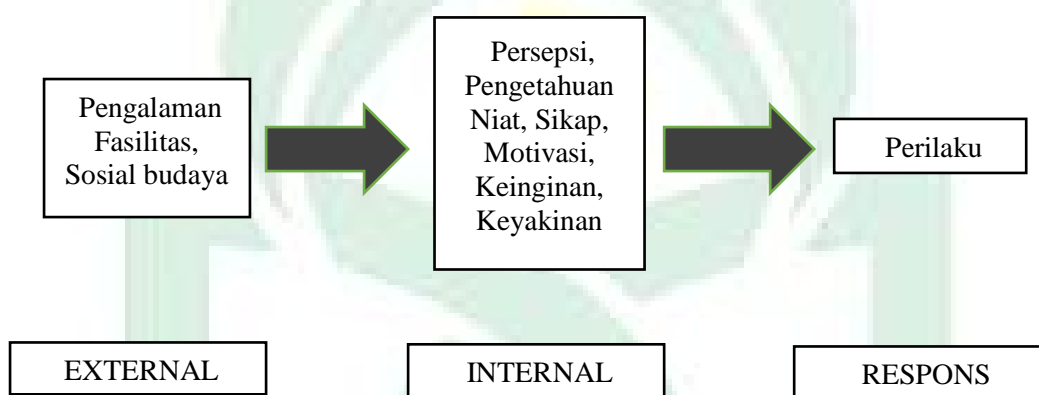 Pengalaman
Fasilitas,
Sosial budaya
Persepsi,
Pengetahuan
Niat, Sikap,
Motivasi,
Keinginan,
Keyakinan
Perilaku
EXTERNAL
INTERNAL
RESPONS